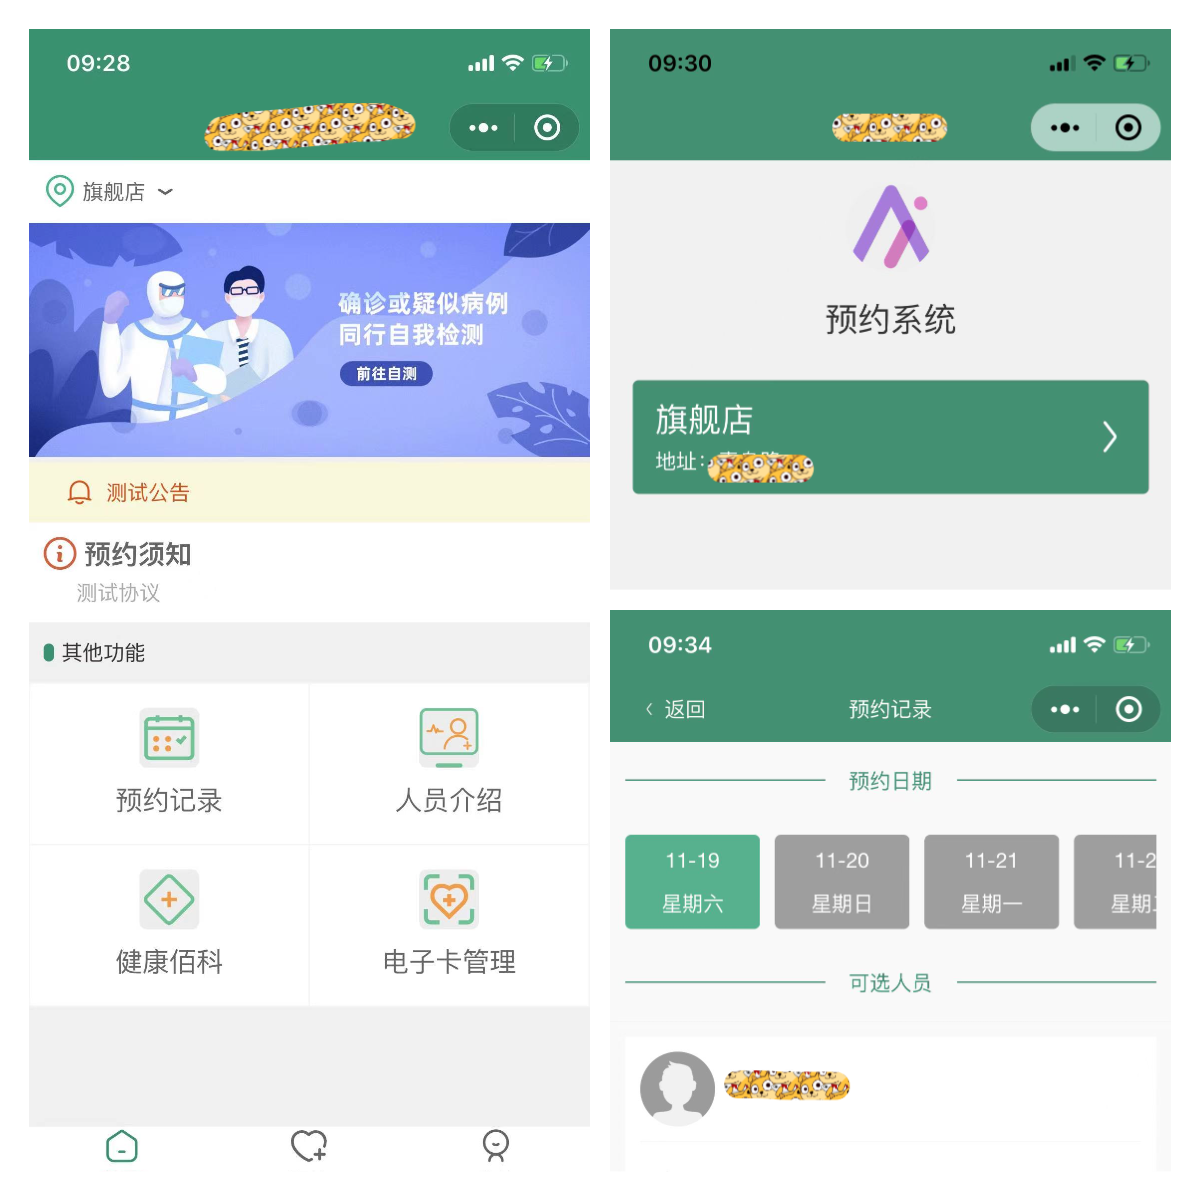 09:28
旗舰店
确诊或疑似病例
同行自我检测
前往自测
测试公告
预约须知
测试协议
其他功能
预约记录
人员介绍
健康佰科
电子卡管理
09:30
预约系统
旗舰店
地址:
09:34
返回
预约记录
预约日期
11-19
星期六
11-20
星期日
11-21
星期一
11-2
星期
可选人员